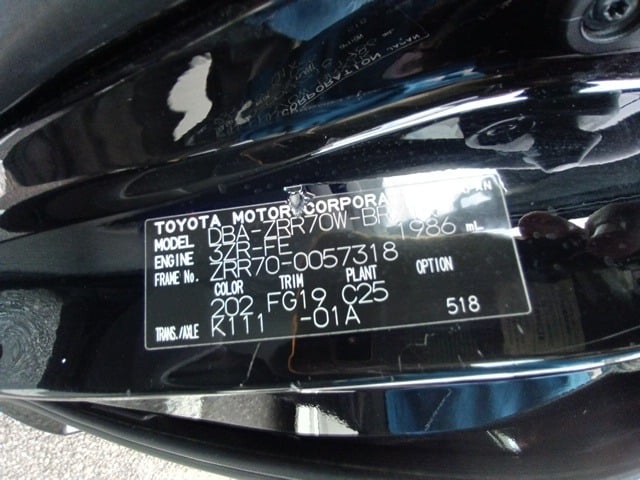 TOYOTA MOTOR CORPORA
MODEL DBA-ZRR70W-BR
ENGINE 3ZR-FE 1986 mL
FRAME NO. ZRR70-0057318
COLOR TRIM PLANT OPTION
202 FG19 C25
518
TRANS./AXLE K111 -01A